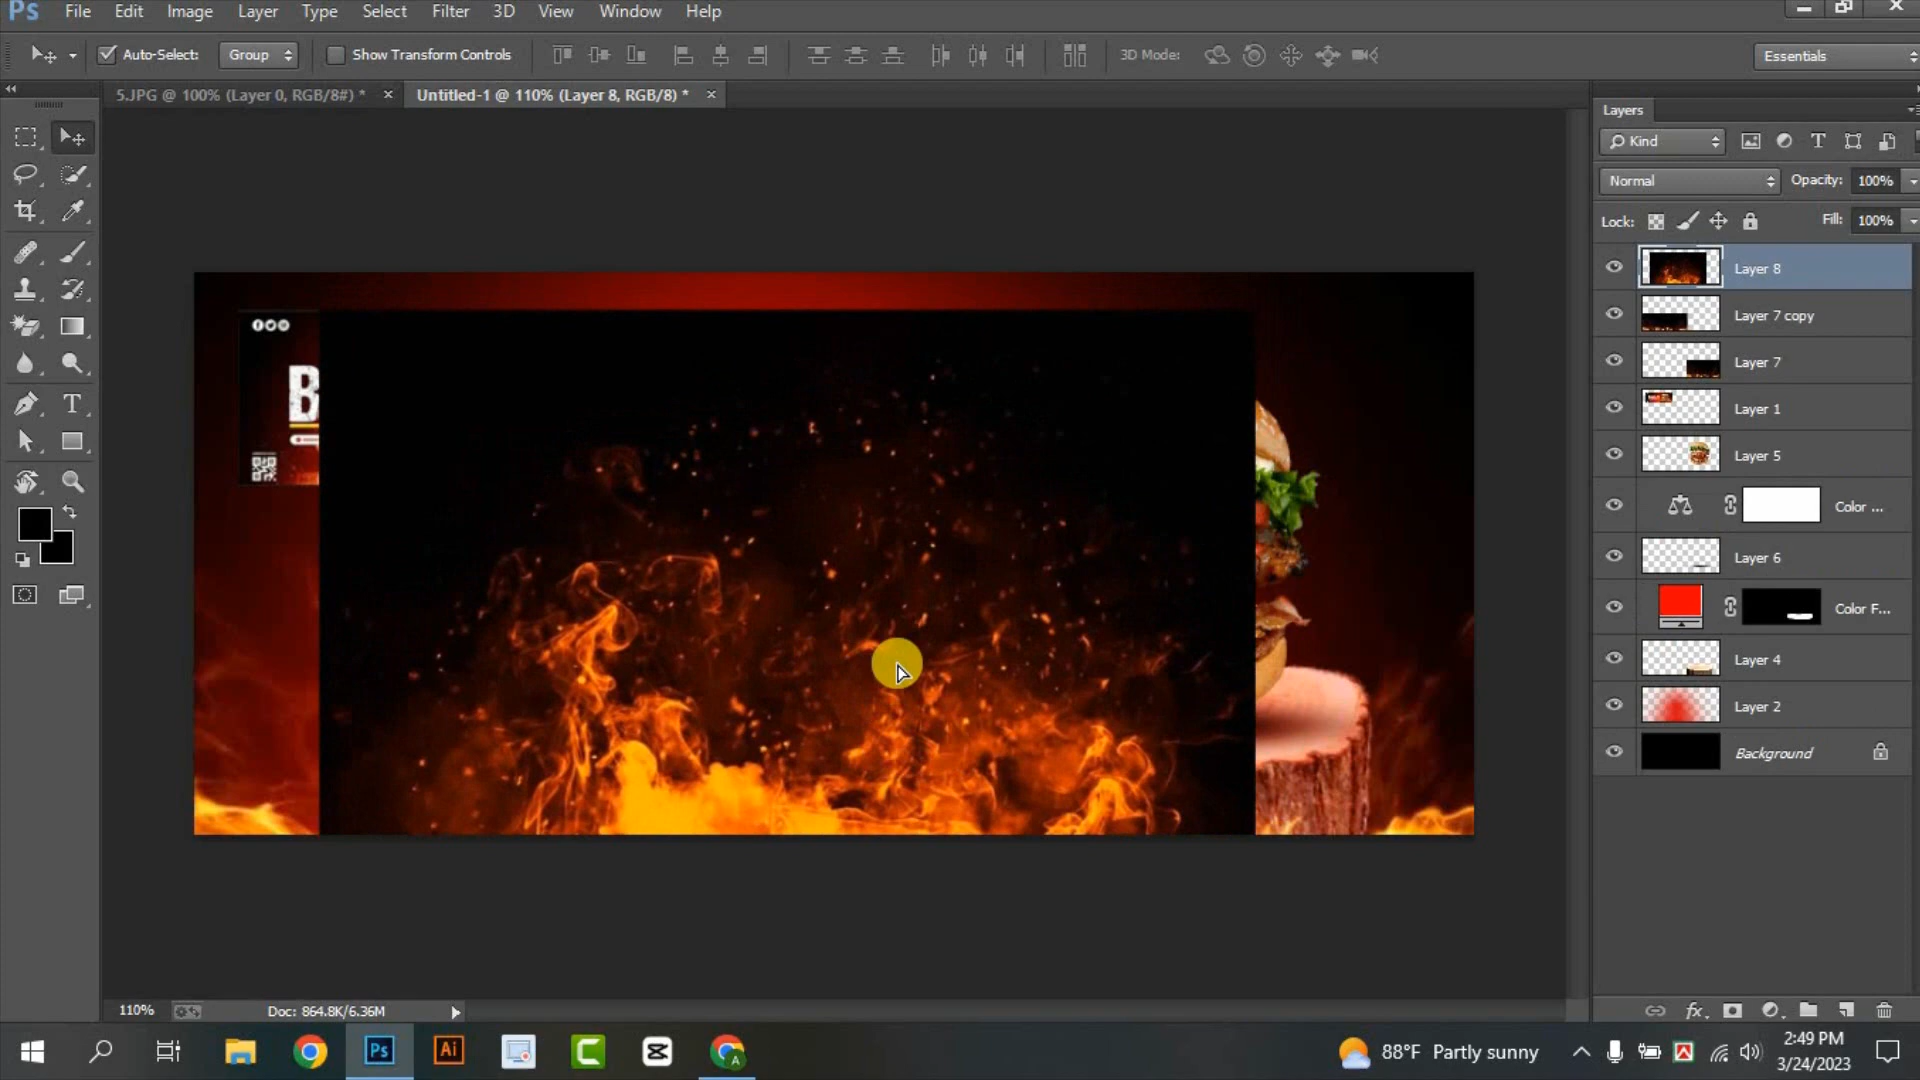 Ps File Edit Image Layer Type Select Filter 3D View Window Help
Auto-Select: Group Show Transform Controls 3D Mode: Essentials
5.JPG @ 100% (Layer 0, RGB/8#) * × Untitled-1 @ 110% (Layer 8, RGB/8) * ×
Layers
Kind
Normal Opacity: 100%
Lock: Fill: 100%
Layer 8
Layer 7 copy
Layer 7
Layer 1
Layer 5
Color ...
Layer 6
Color F...
Layer 4
Layer 2
Background
B
110% Doc: 864.8K/6.36M
Ps Ai C A 88°F Partly sunny 2:49 PM
3/24/2023